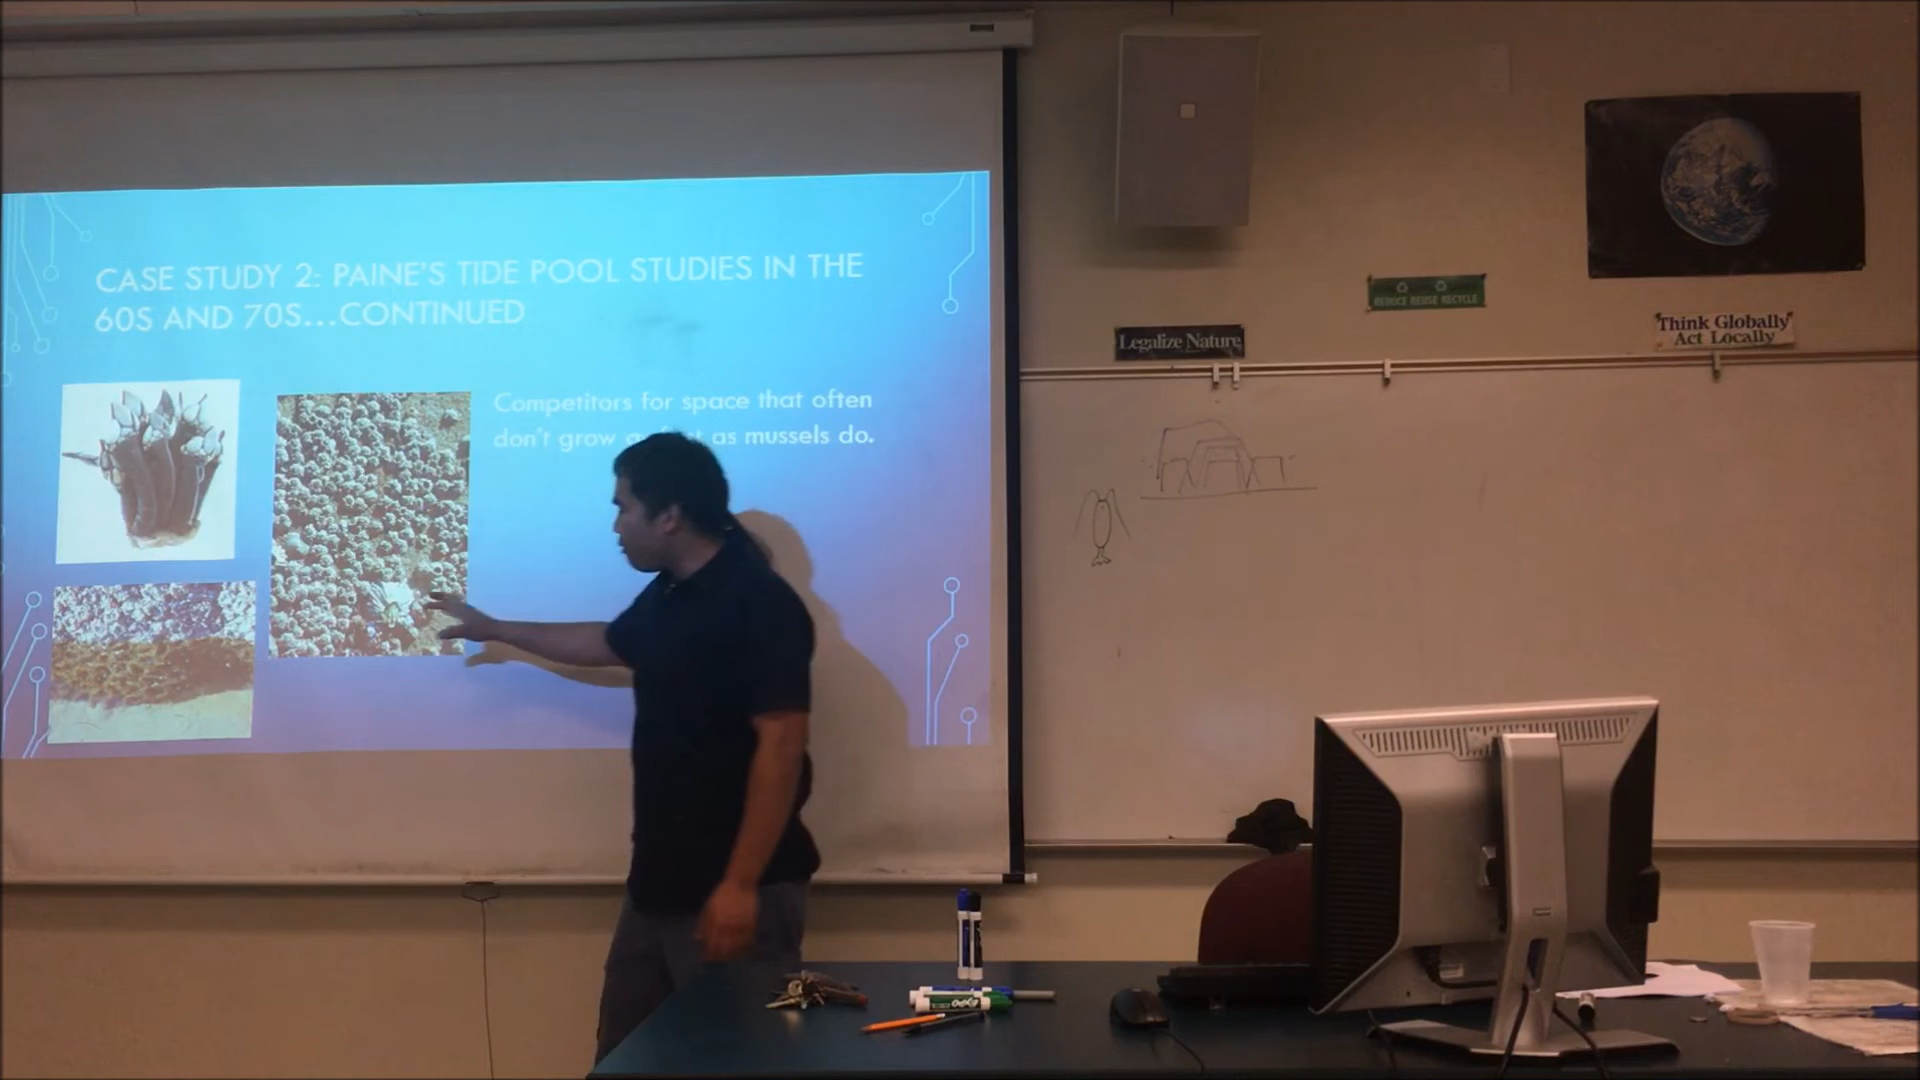 CASE STUDY 2: PAINE'S TIDE POOL STUDIES IN THE
60S AND 70S...CONTINUED
Competitors for space that often
don't grow as fast as mussels do.
Legalize Nature
REDUCE REUSE RECYCLE
Think Globally
Act Locally
EXPO